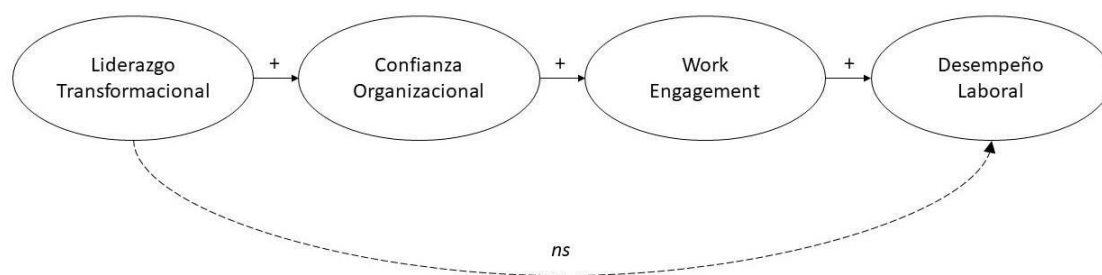 Liderazgo
Transformacional
+
Confianza
Organizacional
+
Work
Engagement
+
Desempeño
Laboral
ns